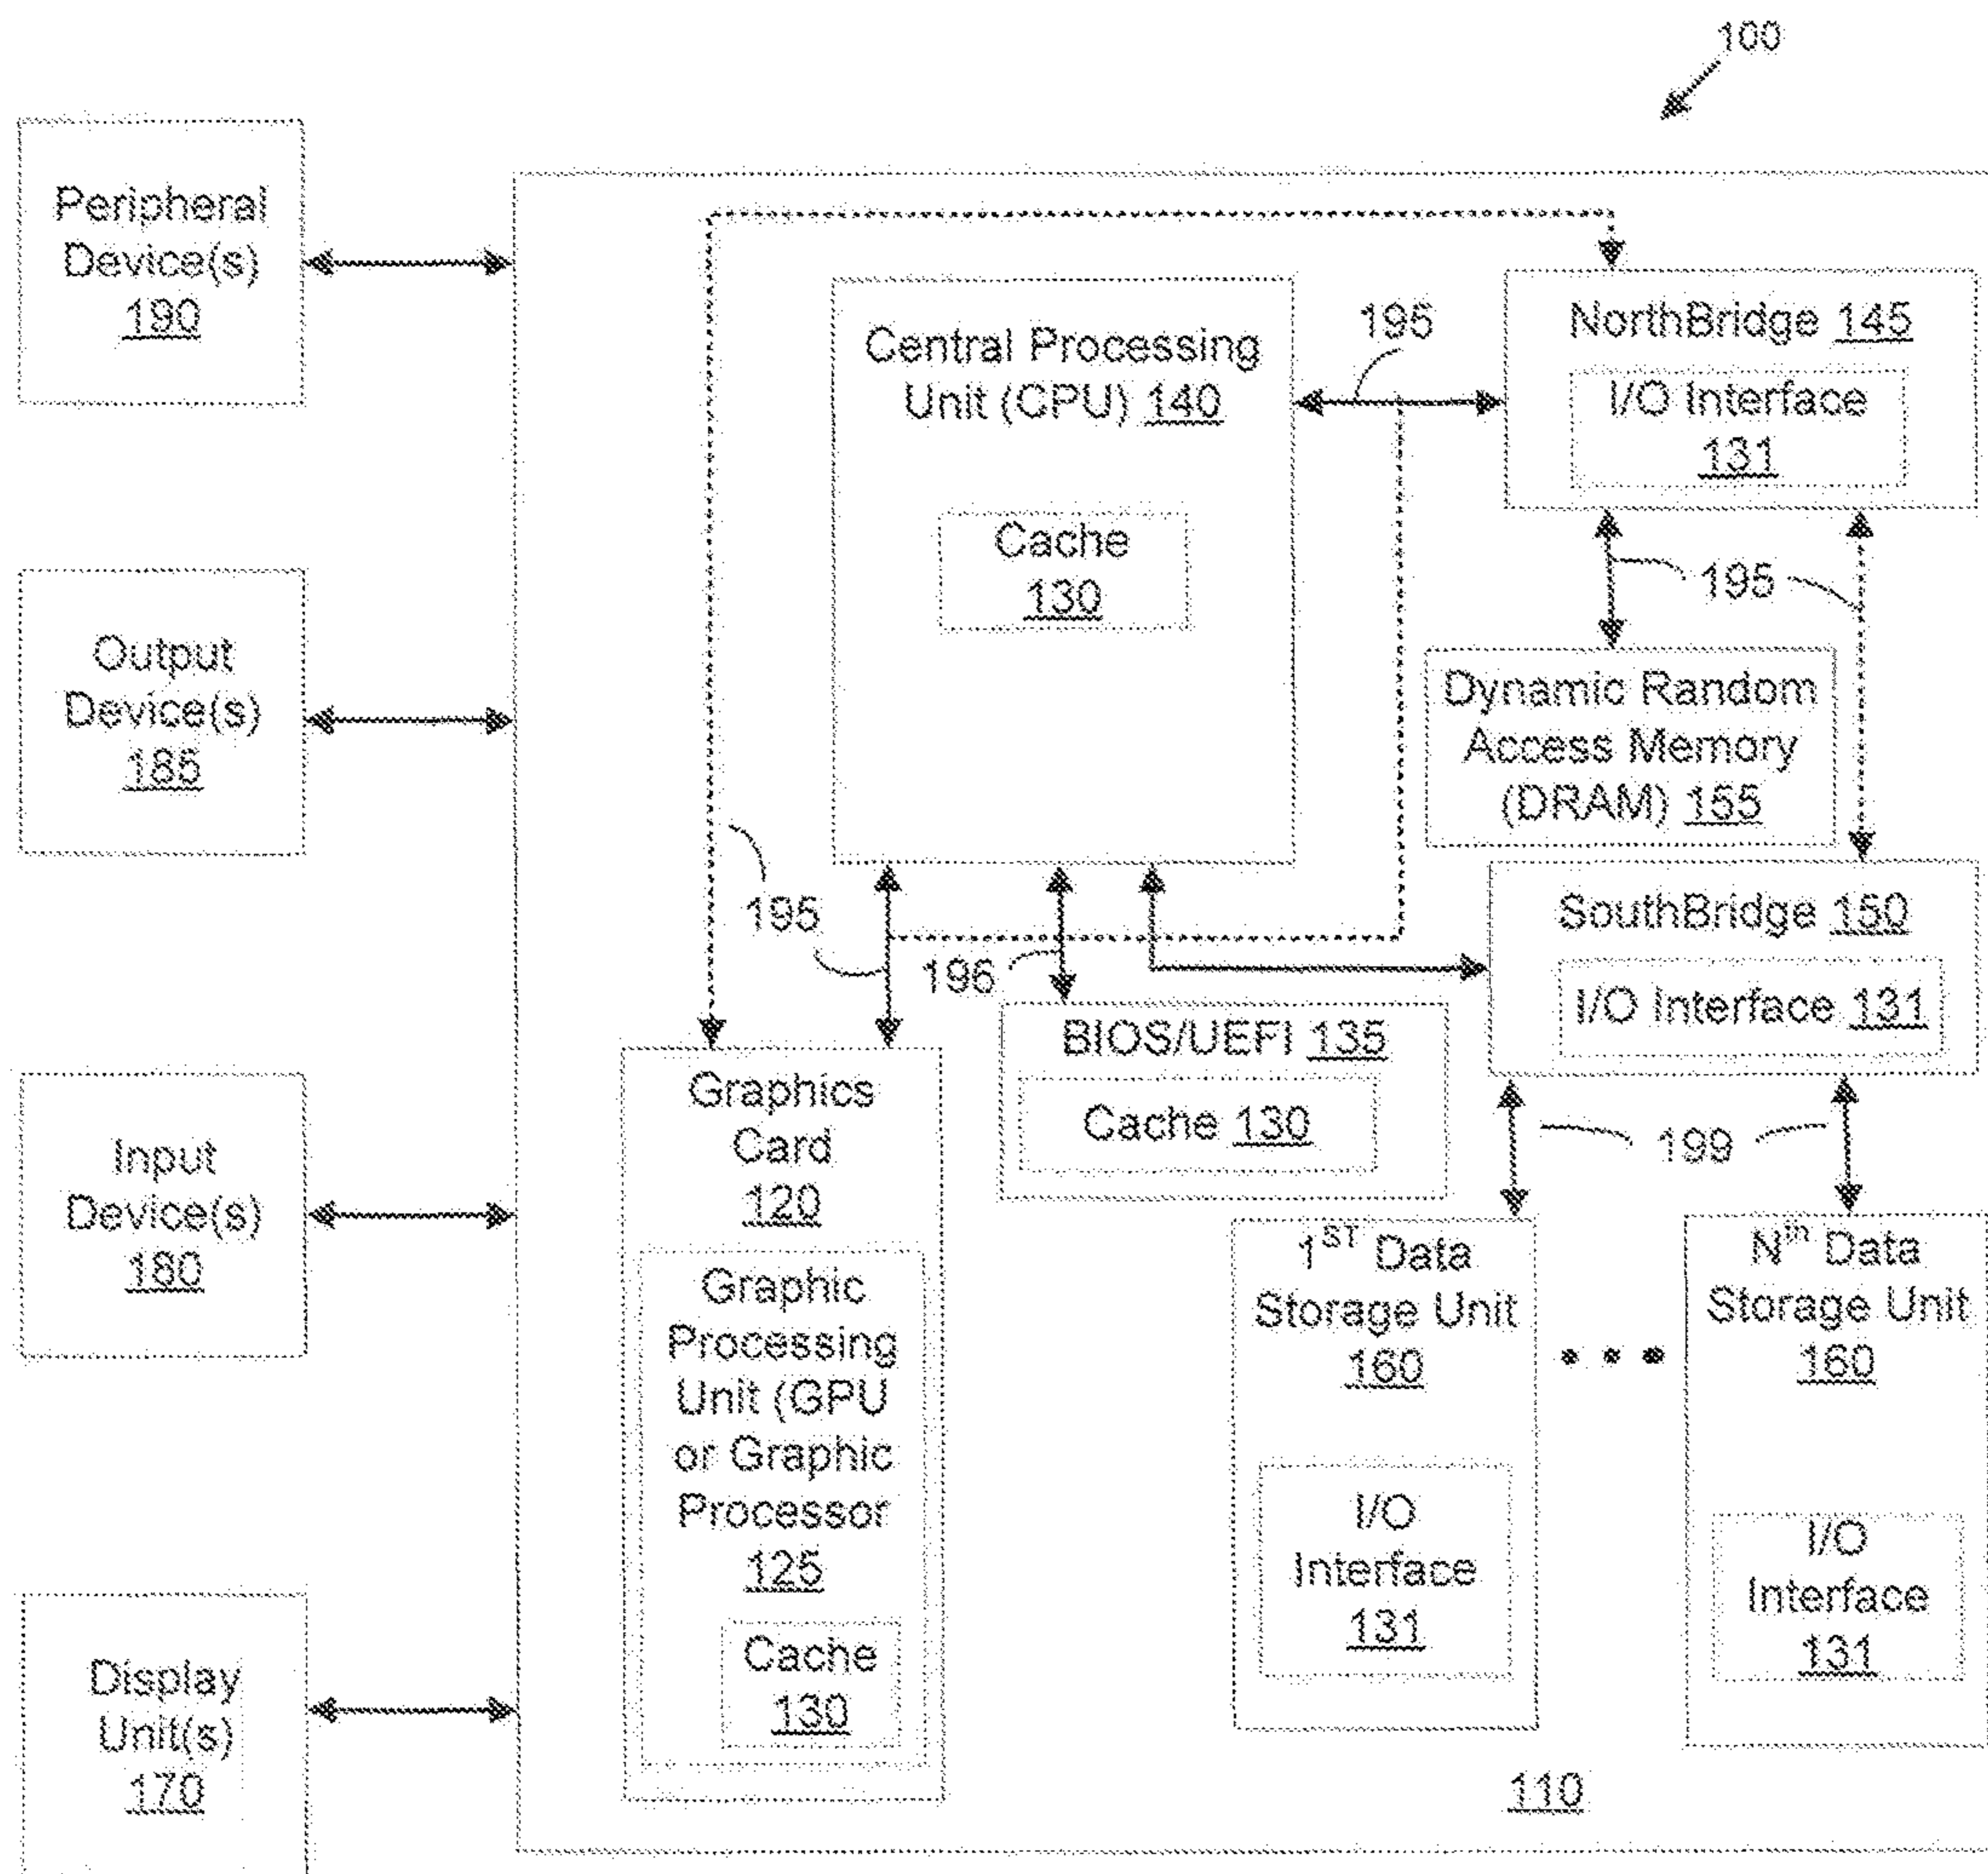 100
Peripheral
Device(s)
190
Output
Device(s)
185
Input
Device(s)
180
Display
Unit(s)
170
Central Processing
Unit (CPU) 140
Cache
130
195
NorthBridge 145
I/O Interface
131
195
Dynamic Random
Access Memory
(DRAM) 155
195
196
SouthBridge 150
I/O Interface 131
BIOS/UEFI 135
Cache 130
199
Graphics
Card
120
Graphic
Processing
Unit (GPU
or Graphic
Processor
125
Cache
130
1ST Data
Storage Unit
160
I/O
Interface
131
Nth Data
Storage Unit
160
I/O
Interface
131
110